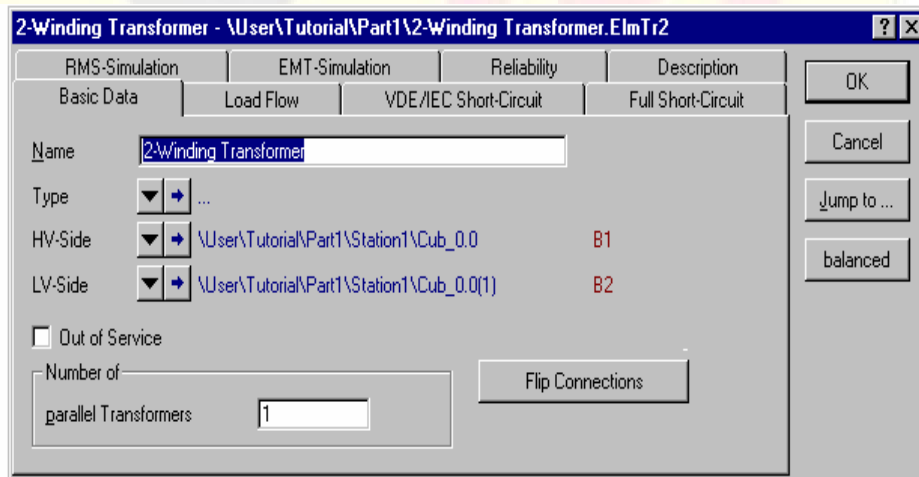 2-Winding Transformer - \User\Tutorial\Part1\2-Winding Transformer.ElmTr2
RMS-Simulation EMT-Simulation Reliability Description
Basic Data Load Flow VDE/IEC Short-Circuit Full Short-Circuit
OK
Cancel
Jump to ...
balanced
Name 2-Winding Transformer
Type ...
HV-Side \User\Tutorial\Part1\Station1\Cub_0.0 B1
LV-Side \User\Tutorial\Part1\Station1\Cub_0.0(1) B2
Out of Service
Number of
parallel Transformers 1
Flip Connections